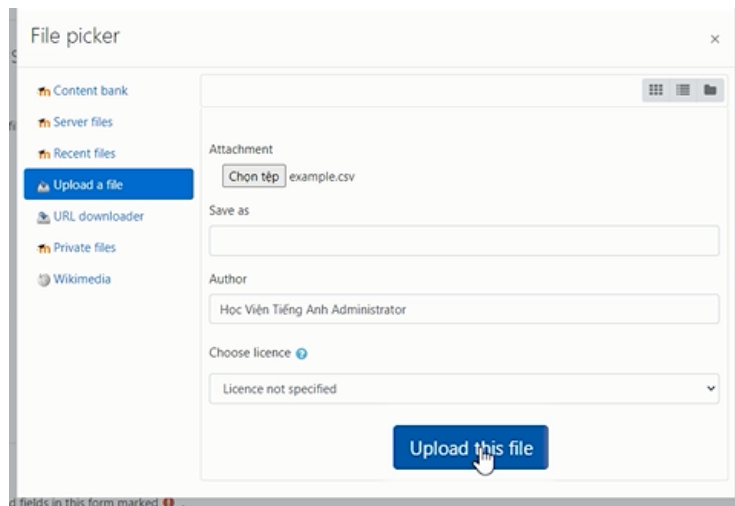 File picker
×
Content bank
Server files
Recent files
Upload a file
URL downloader
Private files
Wikimedia
Attachment
Chọn tệp example.csv
Save as
Author
Học Viện Tiếng Anh Administrator
Choose licence
Licence not specified
Upload this file
d fields in this form marked